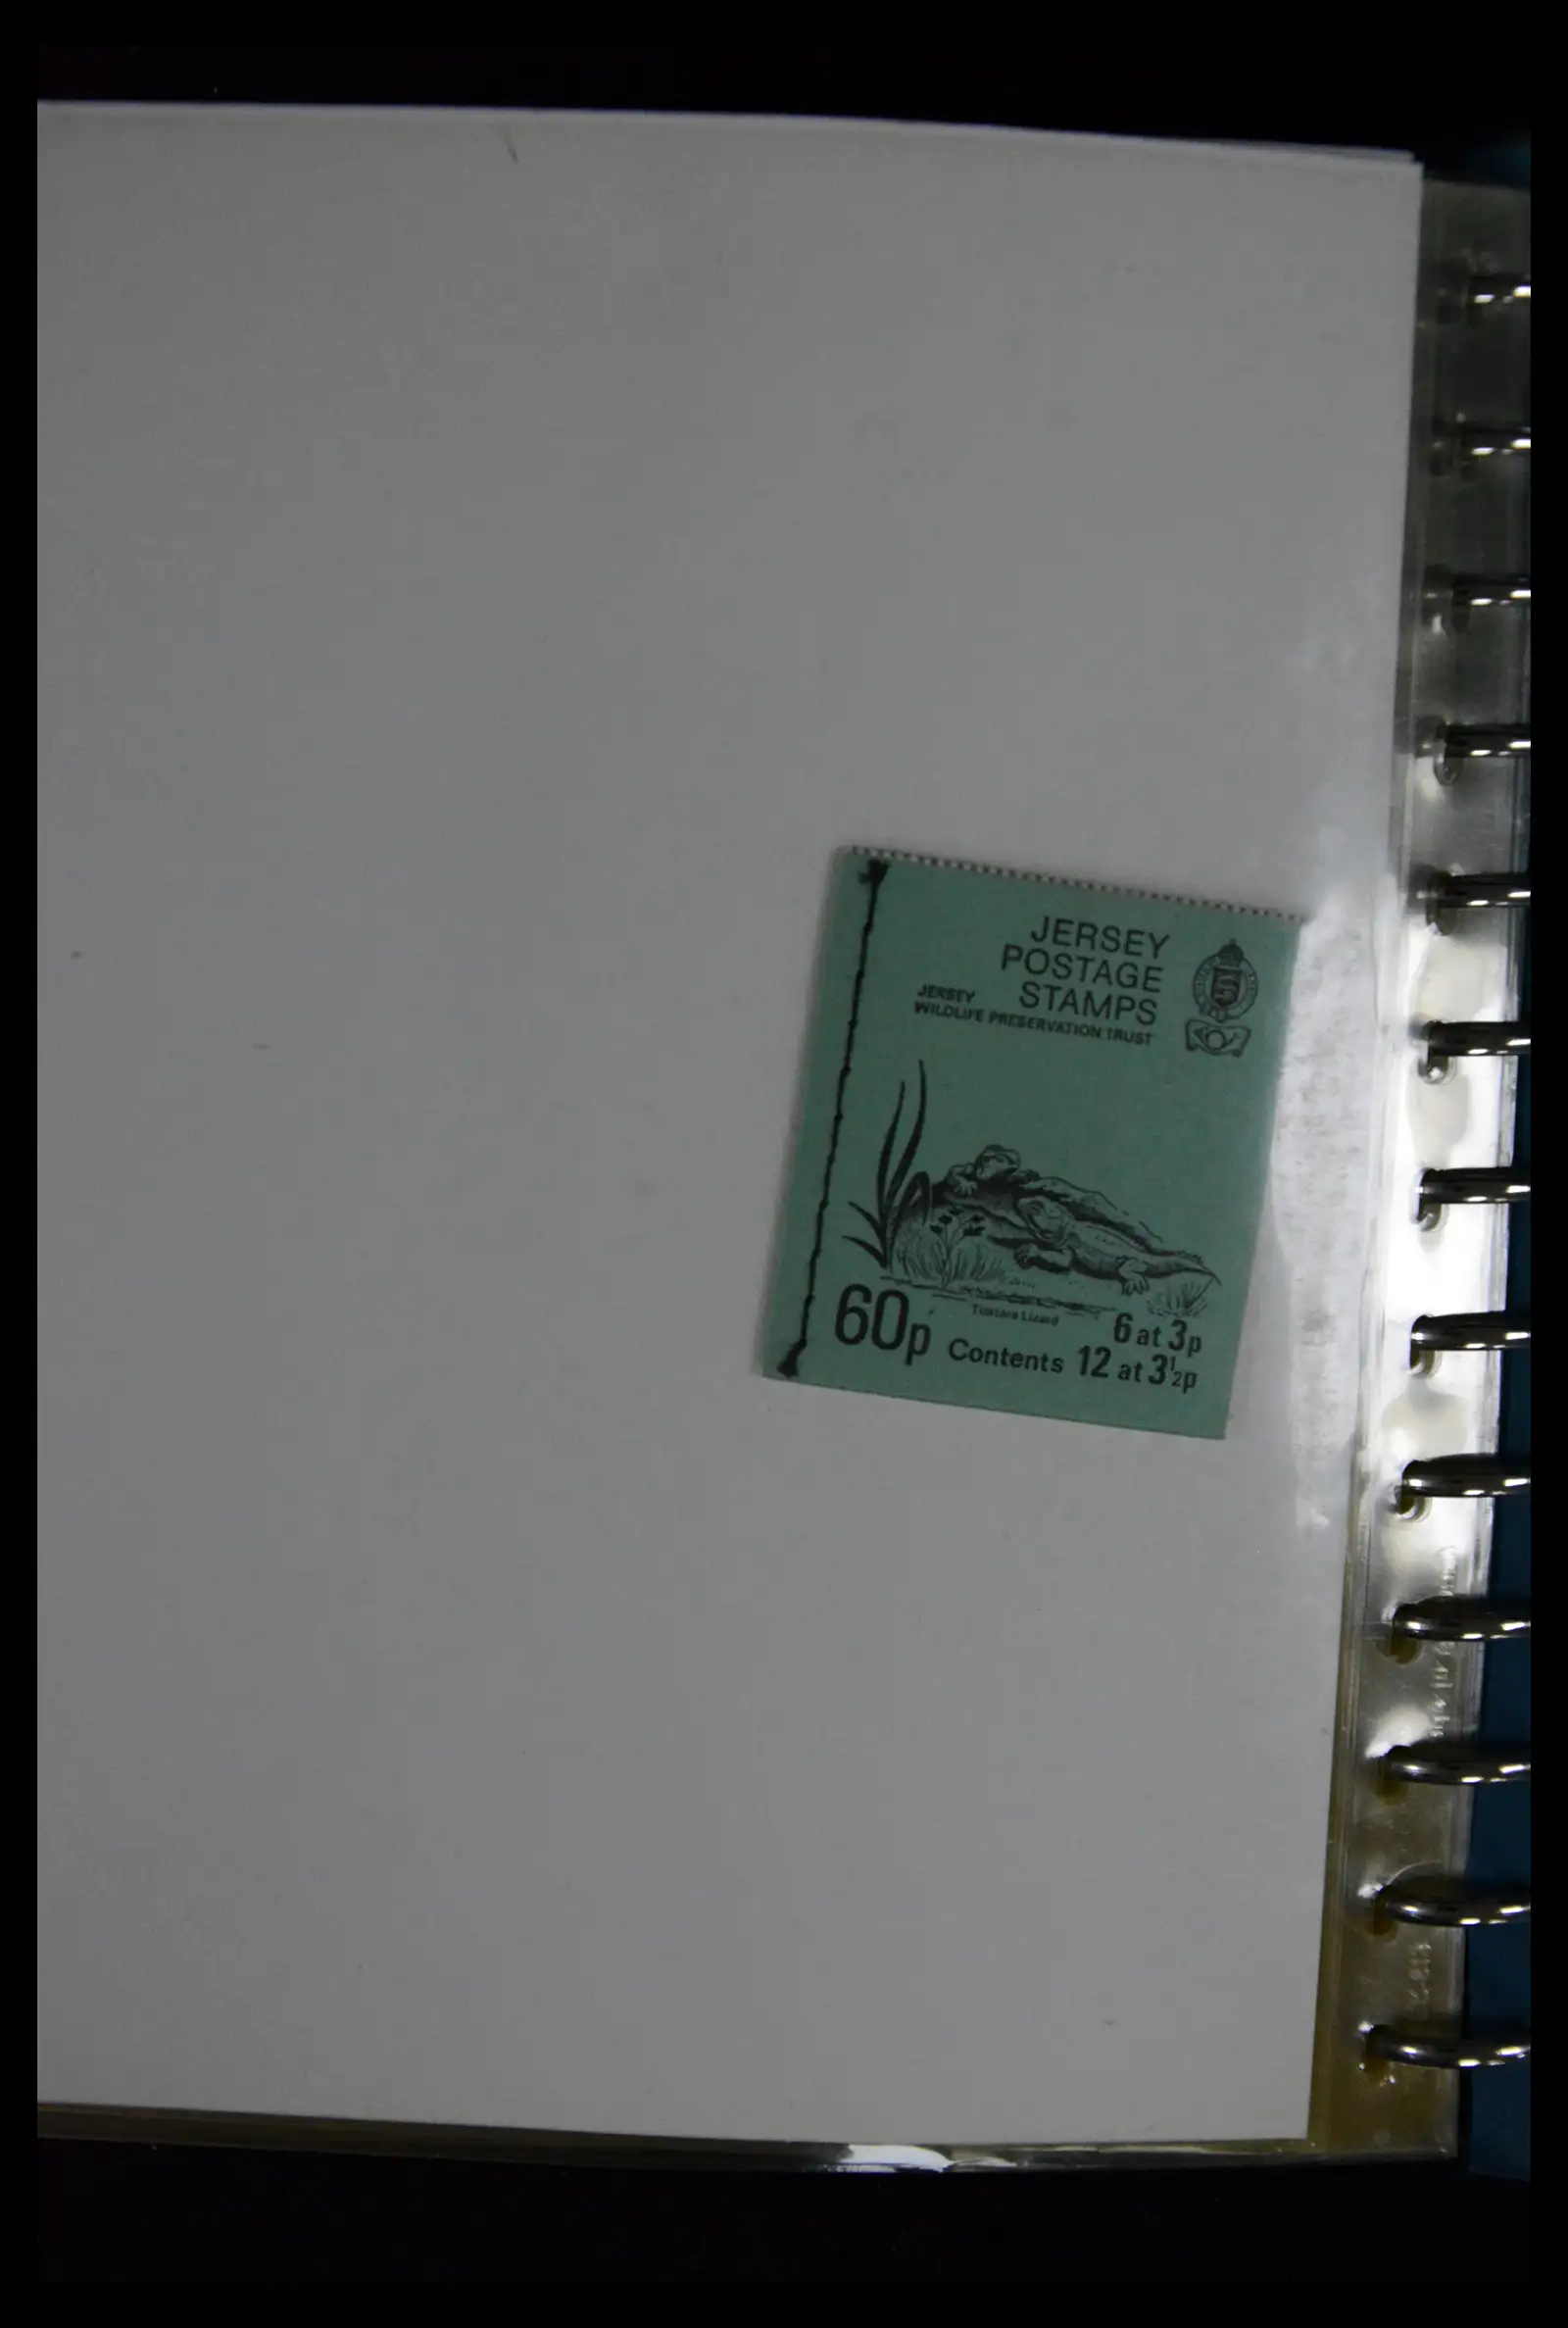 JERSEY
POSTAGE
STAMPS
JERSEY
WILDLIFE PRESERVATION TRUST
Tuatara Lizard
60p
6 at 3p
Contents 12 at 3½p